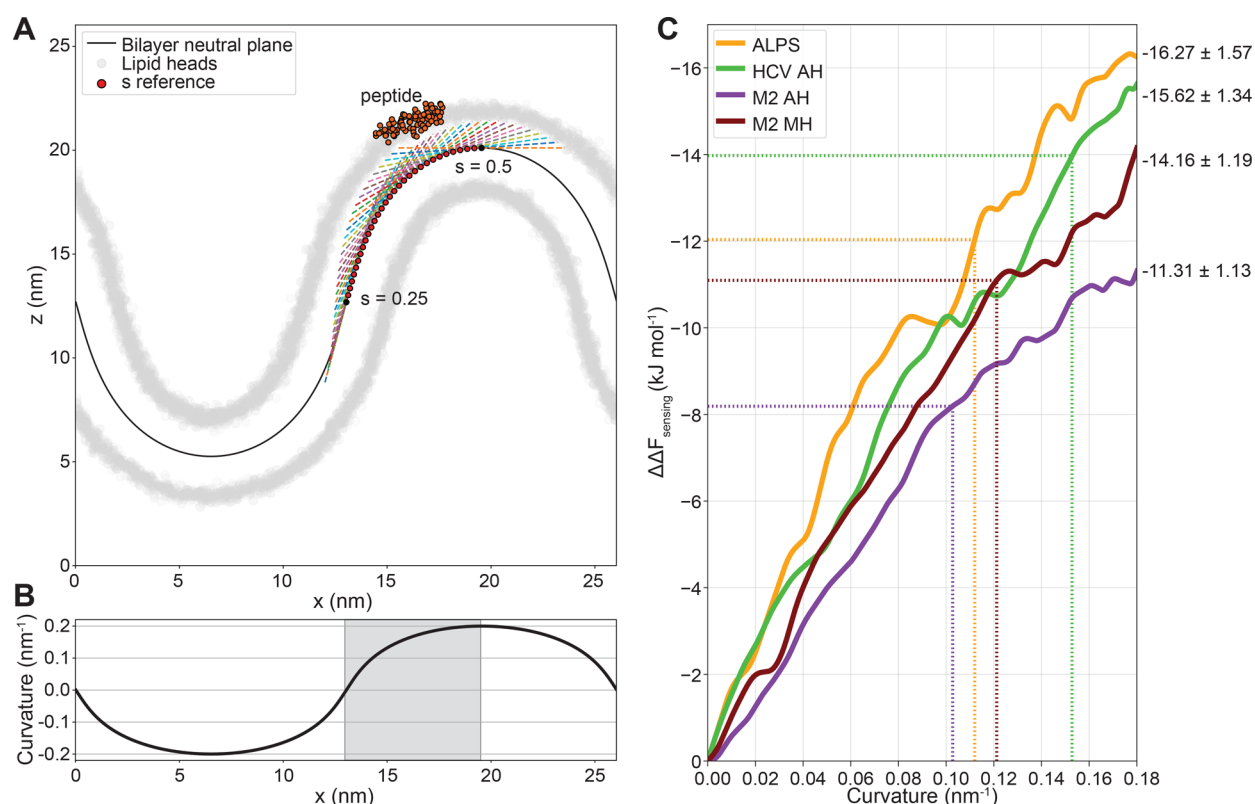 A
25
20
15
10
5
0
z (nm)
Bilayer neutral plane
Lipid heads
s reference
peptide
s = 0.5
s = 0.25
0
5
10
15
20
25
x (nm)
B
0.2
0.1
0.0
-0.1
-0.2
Curvature (nm⁻¹)
0
5
10
15
20
25
x (nm)
C
ALPS
HCV AH
M2 AH
M2 MH
−16
−14
−12
−10
−8
−6
−4
−2
0
ΔΔF_sensing (kJ mol⁻¹)
-16.27 ± 1.57
-15.62 ± 1.34
-14.16 ± 1.19
-11.31 ± 1.13
0.00
0.02
0.04
0.06
0.08
0.10
0.12
0.14
0.16
0.18
Curvature (nm⁻¹)